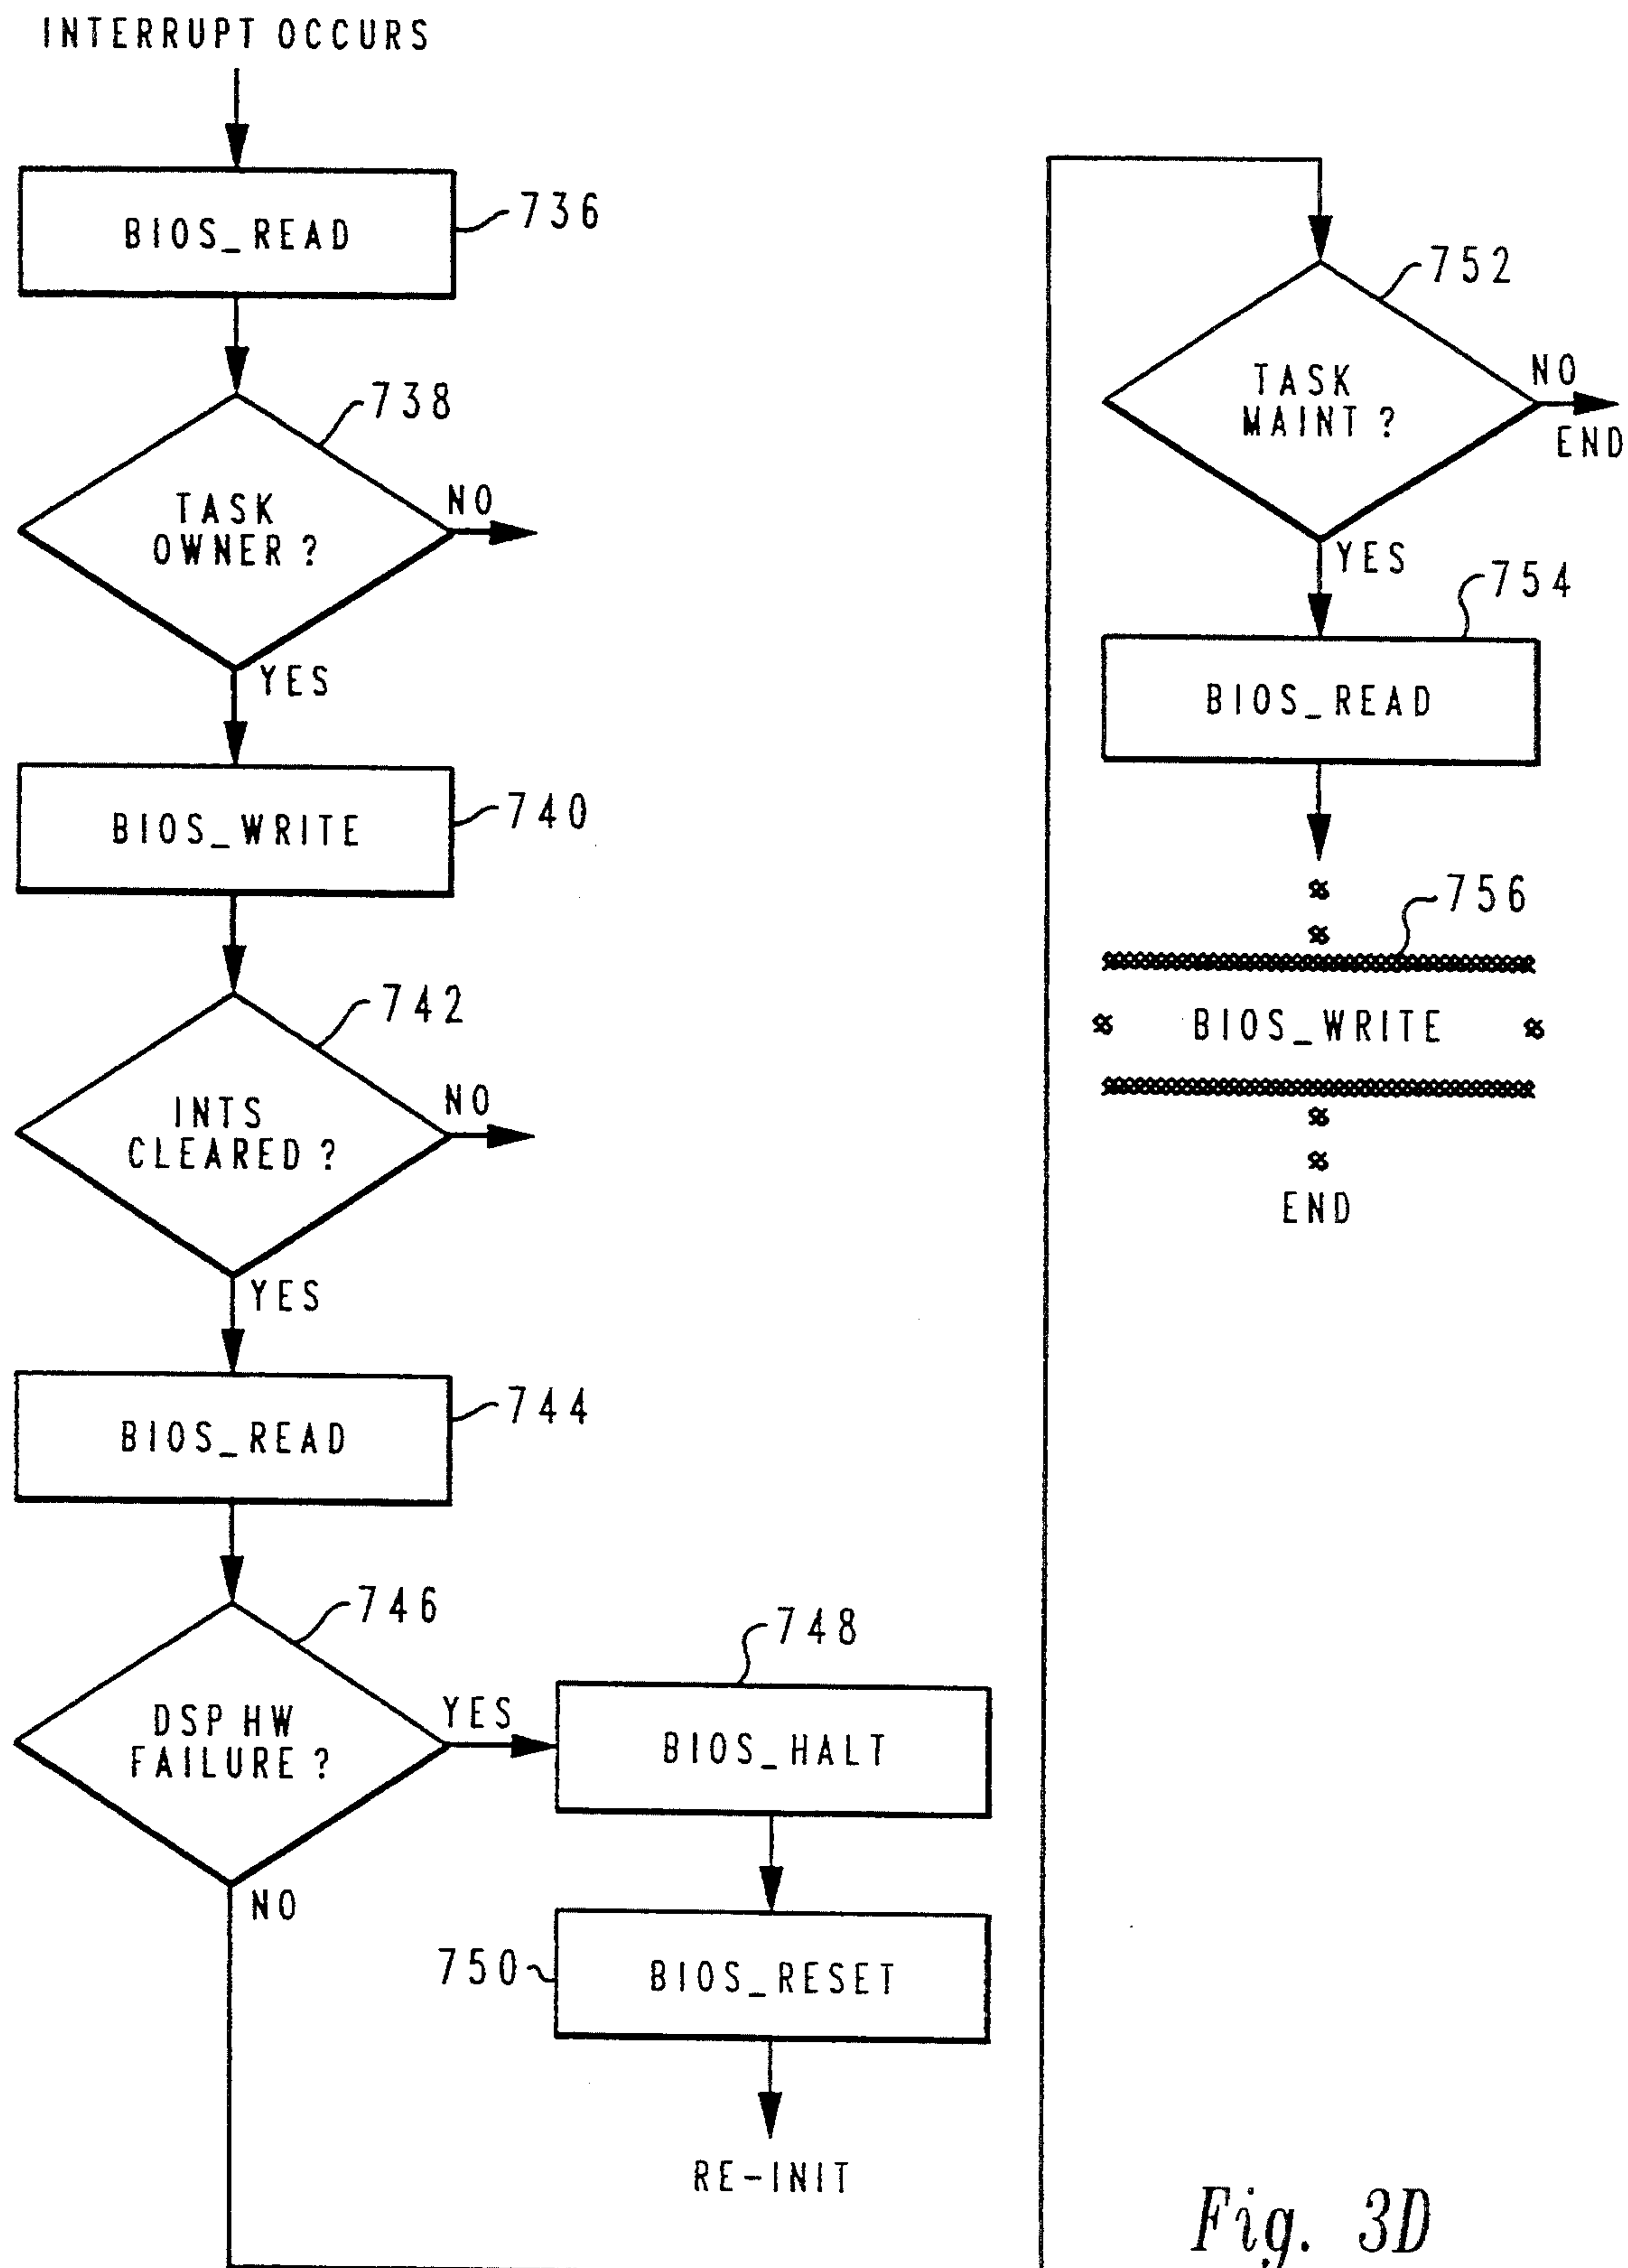 INTERRUPT OCCURS
BIOS_READ
736
738
TASK
OWNER ?
NO
YES
BIOS_WRITE
740
742
INTS
CLEARED ?
NO
YES
BIOS_READ
744
746
DSP HW
FAILURE ?
YES
NO
748
BIOS_HALT
750
BIOS_RESET
RE-INIT
752
TASK
MAINT ?
NO
END
YES
754
BIOS_READ
756
BIOS_WRITE
END
Fig. 3D